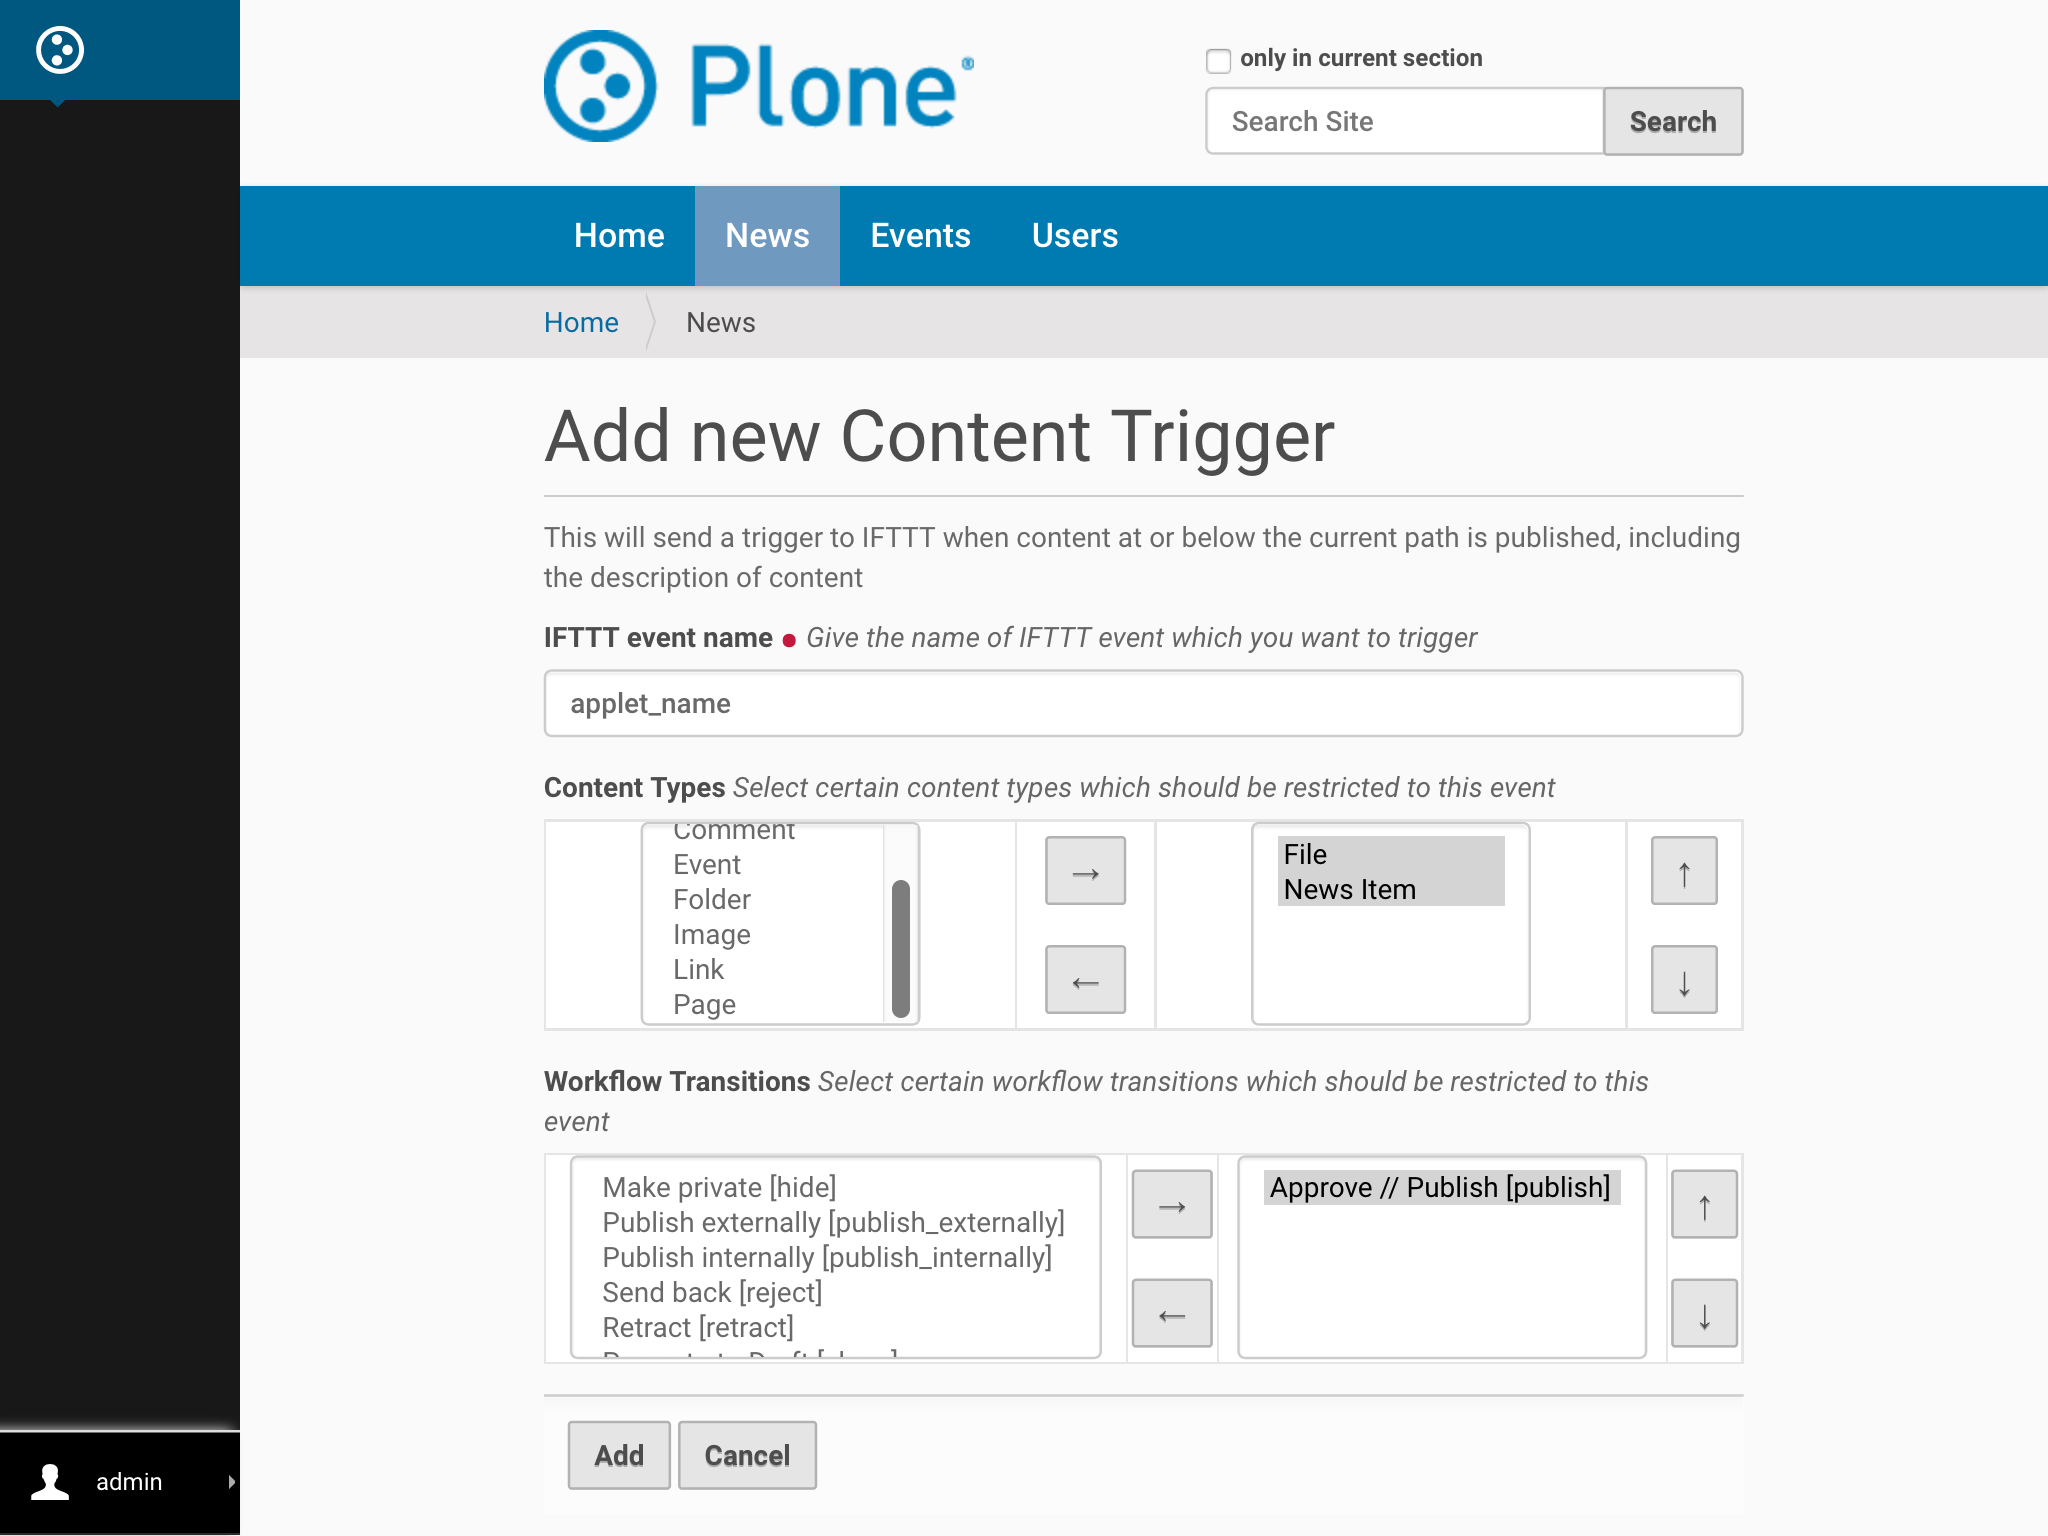 Plone®
only in current section
Search Site
Search
Home
News
Events
Users
Home
News
Add new Content Trigger
This will send a trigger to IFTTT when content at or below the current path is published, including
the description of content
IFTTT event name • Give the name of IFTTT event which you want to trigger
applet_name
Content Types Select certain content types which should be restricted to this event
Comment
Event
Folder
Image
Link
Page
→
←
File
News Item
↑
↓
Workflow Transitions Select certain workflow transitions which should be restricted to this
event
Make private [hide]
Publish externally [publish_externally]
Publish internally [publish_internally]
Send back [reject]
Retract [retract]
→
←
Approve // Publish [publish]
↑
↓
Add
Cancel
admin